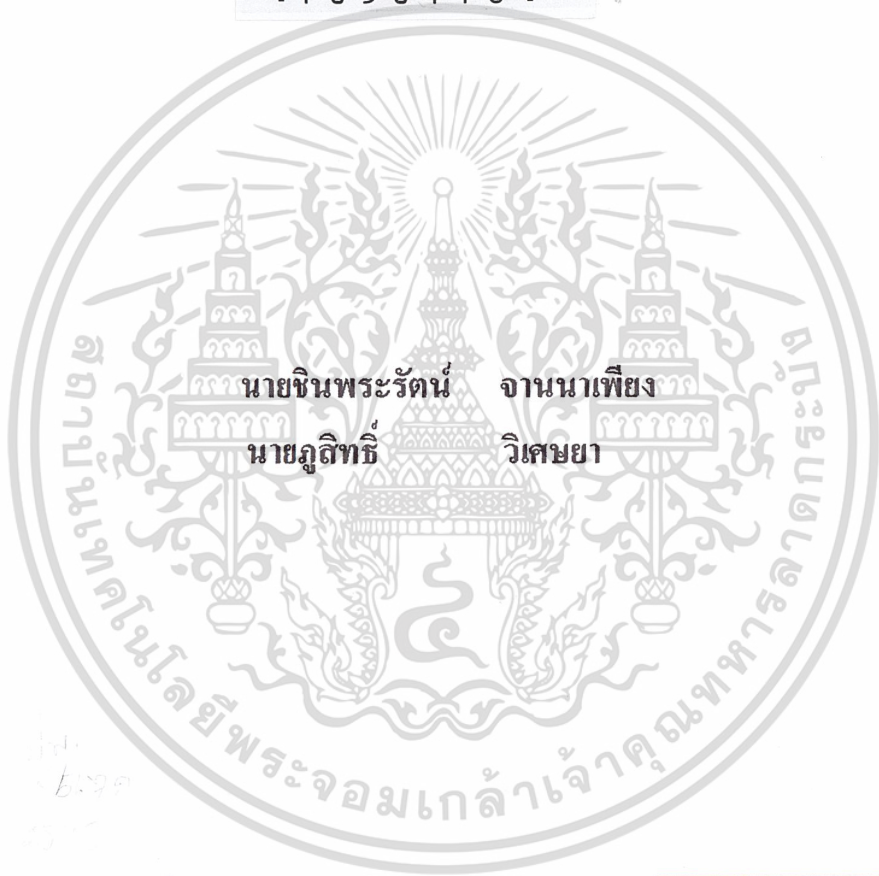 นายชินพระรัตน์ จานนาเพียง
นายภูสิทธิ์ วิเศษยา
สถาบันเทคโนโลยีพระจอมเกล้าเจ้าคุณทหารลาดกระบัง